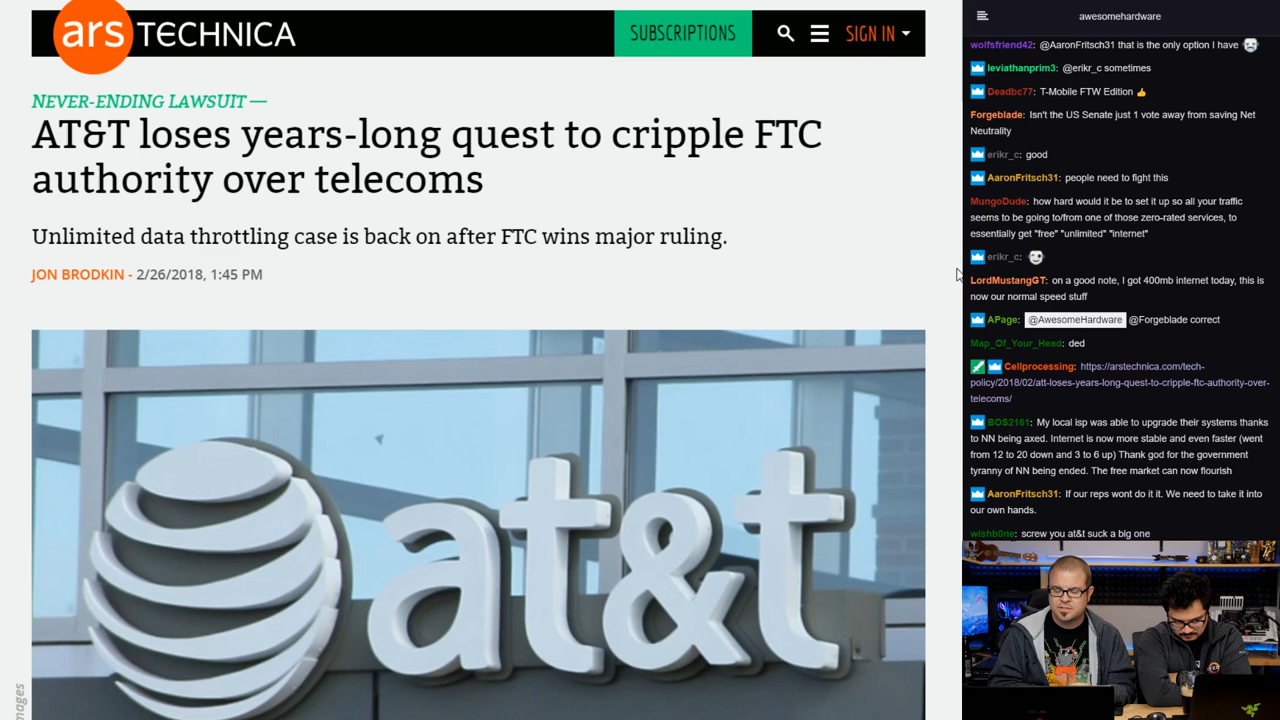 ars TECHNICA
SUBSCRIPTIONS
SIGN IN
NEVER-ENDING LAWSUIT —
AT&T loses years-long quest to cripple FTC
authority over telecoms
Unlimited data throttling case is back on after FTC wins major ruling.
JON BRODKIN - 2/26/2018, 1:45 PM
at&t
awesomehardware
wolfsfriend42: @AaronFritsch31 that is the only option I have
leviathanprim3: @erikr_c sometimes
Deadbc77: T-Mobile FTW Edition 👍
Forgeblade: Isn't the US Senate just 1 vote away from saving Net
Neutrality
erikr_c: good
AaronFritsch31: people need to fight this
MungoDude: how hard would it be to set it up so all your traffic
seems to be going to/from one of those zero-rated services, to
essentially get "free" "unlimited" "internet"
erikr_c:
LordMustangGT: on a good note, I got 400mb internet today, this is
now our normal speed stuff
APage: @AwesomeHardware @Forgeblade correct
Map_Of_Your_Head: ded
Cellprocessing: https://arstechnica.com/tech-
policy/2018/02/att-loses-years-long-quest-to-cripple-ftc-authority-over-
telecoms/
BOS2161: My local isp was able to upgrade their systems thanks
to NN being axed. Internet is now more stable and even faster (went
from 12 to 20 down and 3 to 6 up) Thank god for the government
tyranny of NN being ended. The free market can now flourish
AaronFritsch31: If our reps wont do it it. We need to take it into
our own hands.
wishb0ne: screw you at&t suck a big one